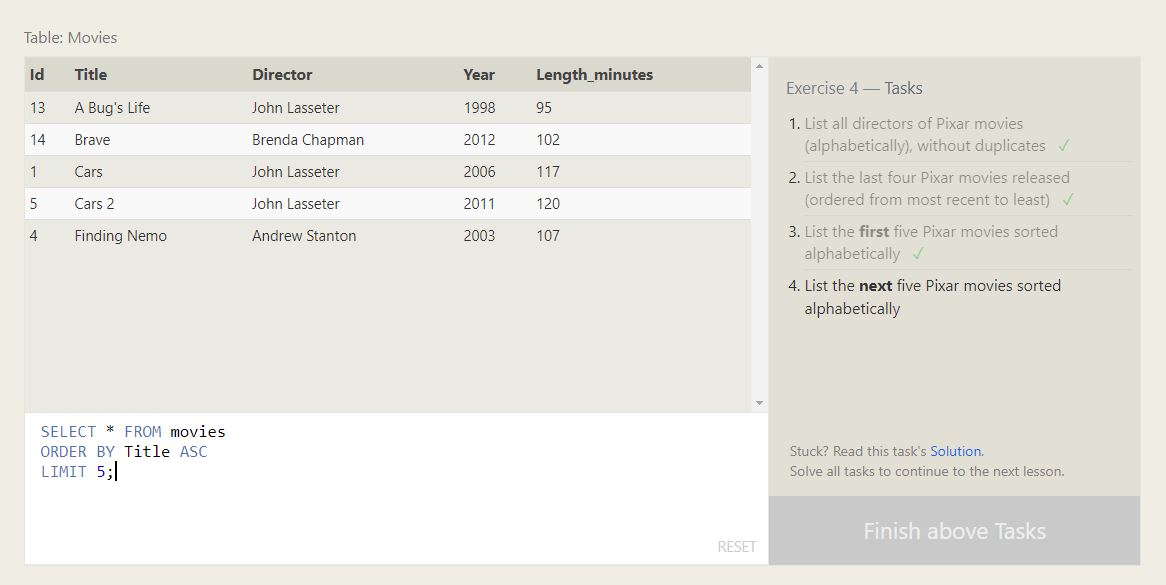 Table: Movies
Id Title Director Year Length_minutes
13 A Bug's Life John Lasseter 1998 95
14 Brave Brenda Chapman 2012 102
1 Cars John Lasseter 2006 117
5 Cars 2 John Lasseter 2011 120
4 Finding Nemo Andrew Stanton 2003 107
SELECT * FROM movies
ORDER BY Title ASC
LIMIT 5;
RESET
Exercise 4 — Tasks
1. List all directors of Pixar movies
(alphabetically), without duplicates ✓
2. List the last four Pixar movies released
(ordered from most recent to least) ✓
3. List the first five Pixar movies sorted
alphabetically ✓
4. List the next five Pixar movies sorted
alphabetically
Stuck? Read this task's Solution.
Solve all tasks to continue to the next lesson.
Finish above Tasks